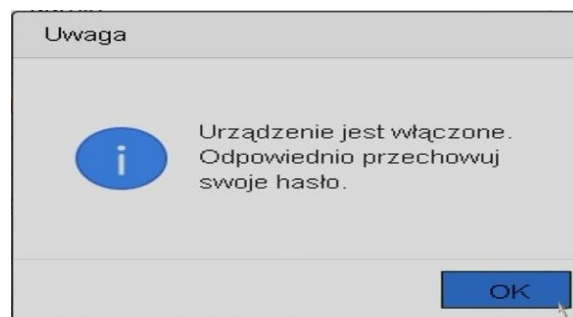 Uwaga
Urządzenie jest włączone.
Odpowiednio przechowuj
swoje hasło.
OK